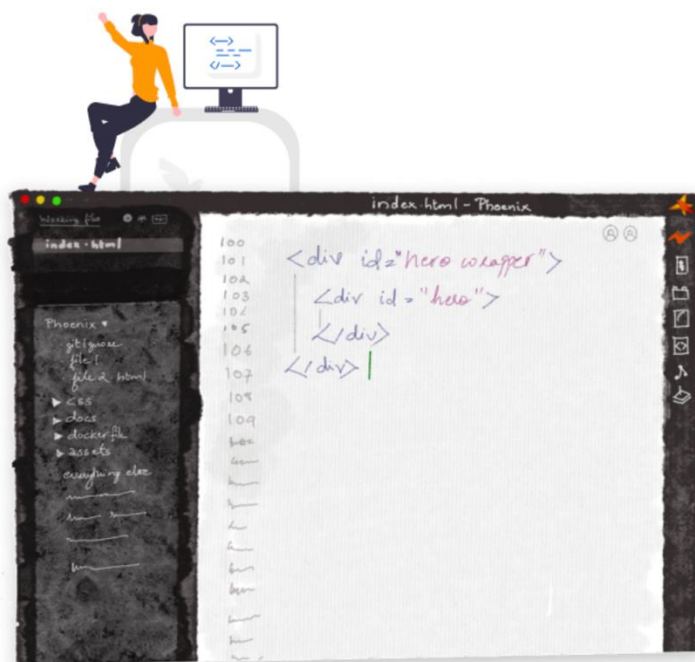 <-->
</-->
index.html - Phoenix
Working files
index.html
Phoenix
gitignore
file 1
file 2 html
css
docs
dockerfile
assets
everything else
100
101 <div id="hero wrapper">
102
103 <div id="hero">
104
105 </div>
106
107 </div>
108
109